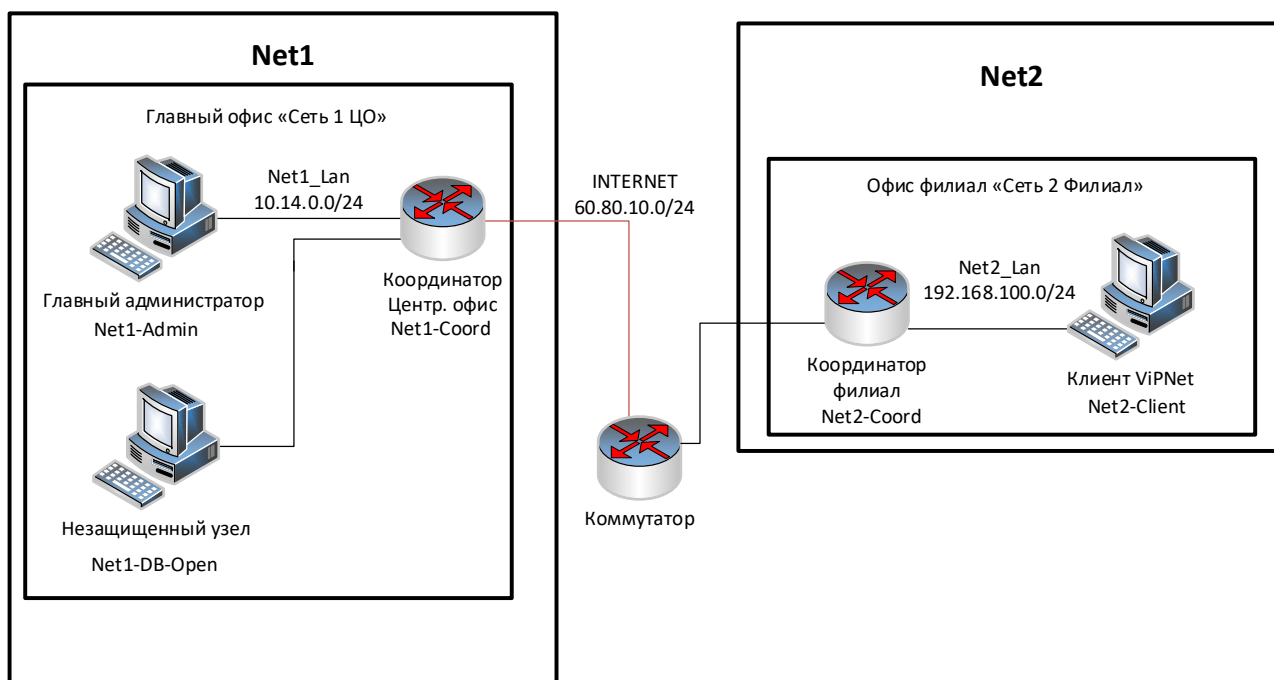 Net1
Главный офис «Сеть 1 ЦО»
Net1_Lan
10.14.0.0/24
Главный администратор
Net1-Admin
Координатор
Центр. офис
Net1-Coord
Незащищенный узел
Net1-DB-Open
INTERNET
60.80.10.0/24
Коммутатор
Net2
Офис филиал «Сеть 2 Филиал»
Net2_Lan
192.168.100.0/24
Координатор
филиал
Net2-Coord
Клиент ViPNet
Net2-Client